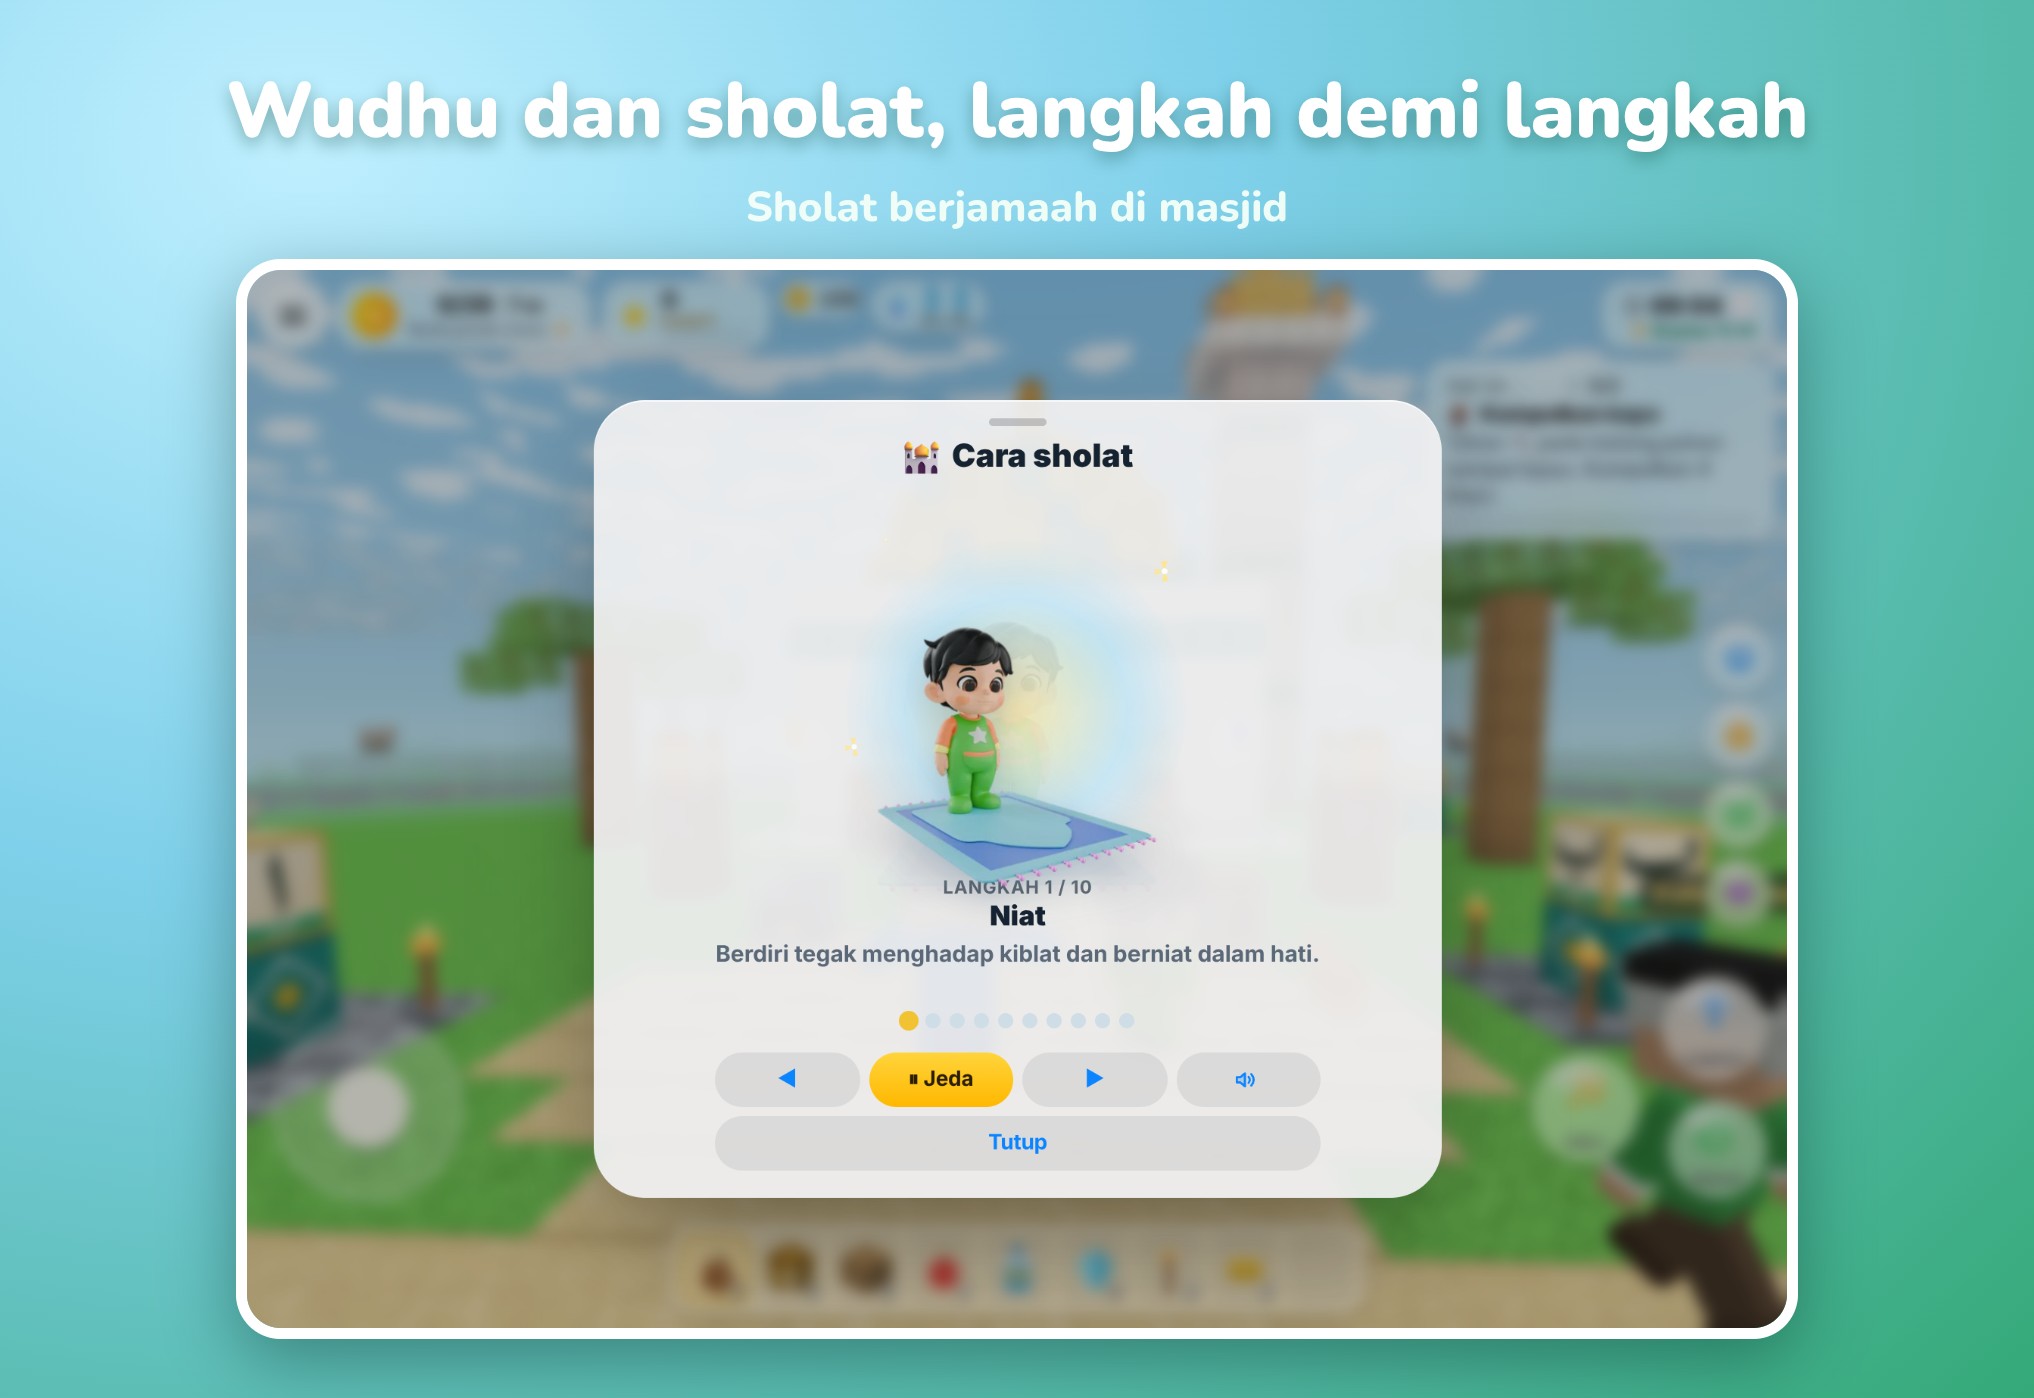 Wudhu dan sholat, langkah demi langkah
Sholat berjamaah di masjid
Cara sholat
LANGKAH 1 / 10
Niat
Berdiri tegak menghadap kiblat dan berniat dalam hati.
Jeda
Tutup